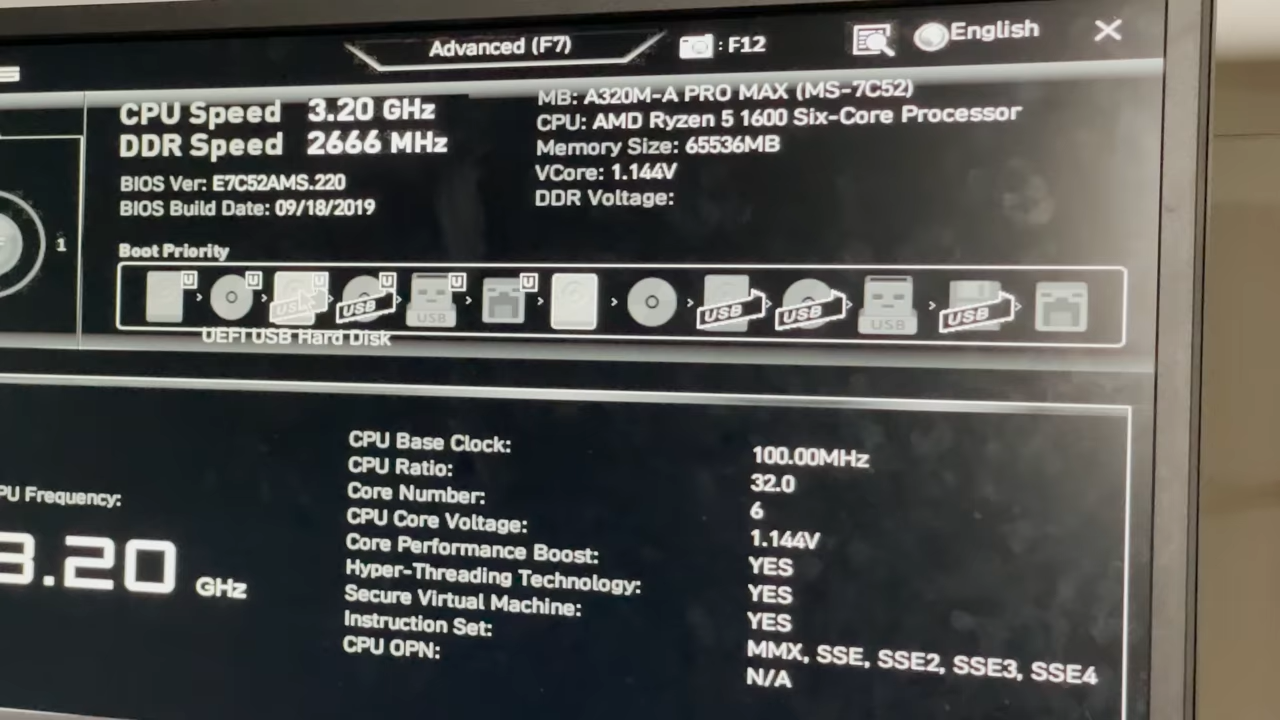 Advanced (F7)
: F12
English
X
CPU Speed 3.20 GHz
DDR Speed 2666 MHz
BIOS Ver: E7C52AMS.220
BIOS Build Date: 09/18/2019
MB: A320M-A PRO MAX (MS-7C52)
CPU: AMD Ryzen 5 1600 Six-Core Processor
Memory Size: 65536MB
VCore: 1.144V
DDR Voltage:
1
Boot Priority
U U U U U U
USB USB USB USB USB USB USB
UEFI USB Hard Disk
PU Frequency:
3.20 GHz
CPU Base Clock: 100.00MHz
CPU Ratio: 32.0
Core Number: 6
CPU Core Voltage: 1.144V
Core Performance Boost: YES
Hyper-Threading Technology: YES
Secure Virtual Machine: YES
Instruction Set: MMX, SSE, SSE2, SSE3, SSE4
CPU OPN: N/A